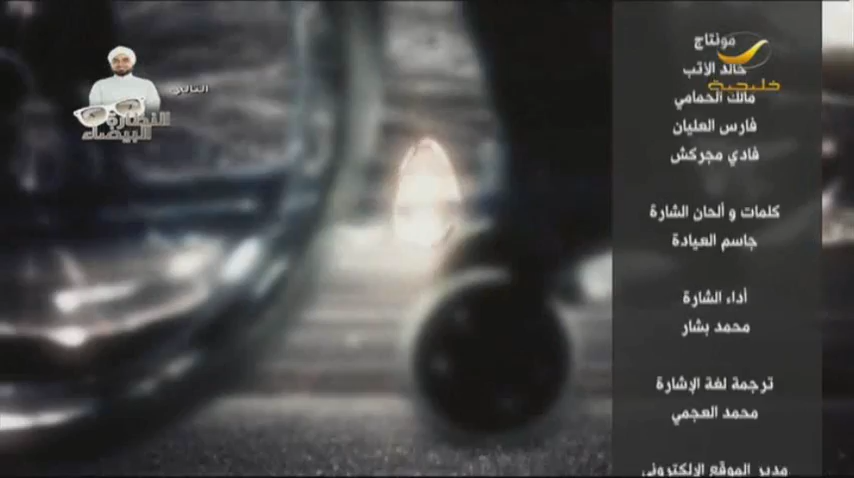 التالي
النظارة
البيضاء
خليجية
مونتاج
خالد الأتب
مالك الحمامي
فارس العليان
فادي مجركش
كلمات و ألحان الشارة
جاسم العيادة
أداء الشارة
محمد بشار
ترجمة لغة الإشارة
محمد العجمي
مدير الموقع الإلكتروني